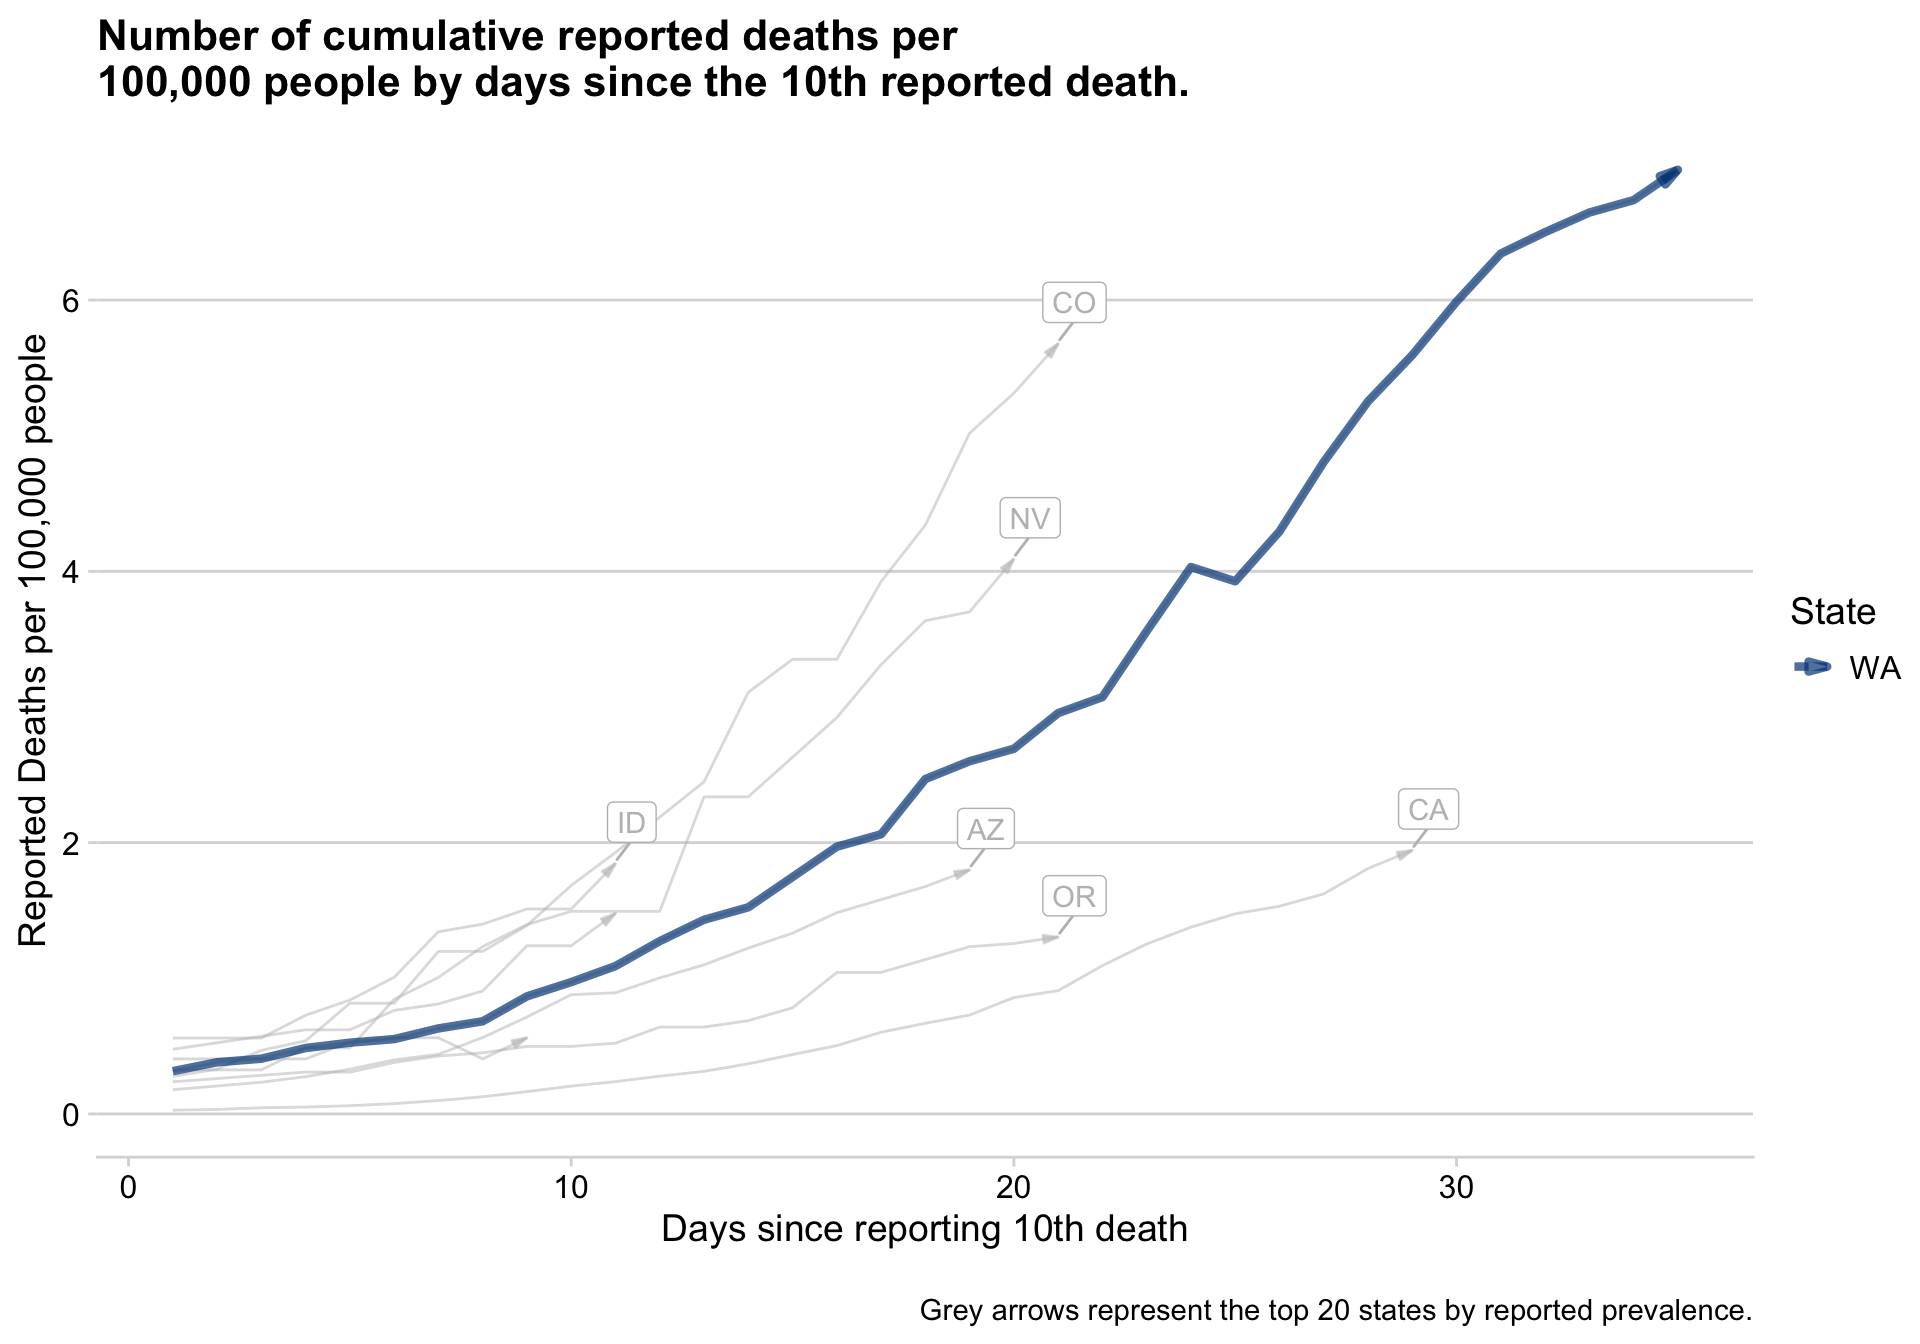 Number of cumulative reported deaths per
100,000 people by days since the 10th reported death.
Reported Deaths per 100,000 people
6
4
2
0
CO
NV
ID
AZ
CA
OR
State
WA
0
10
20
30
Days since reporting 10th death
Grey arrows represent the top 20 states by reported prevalence.